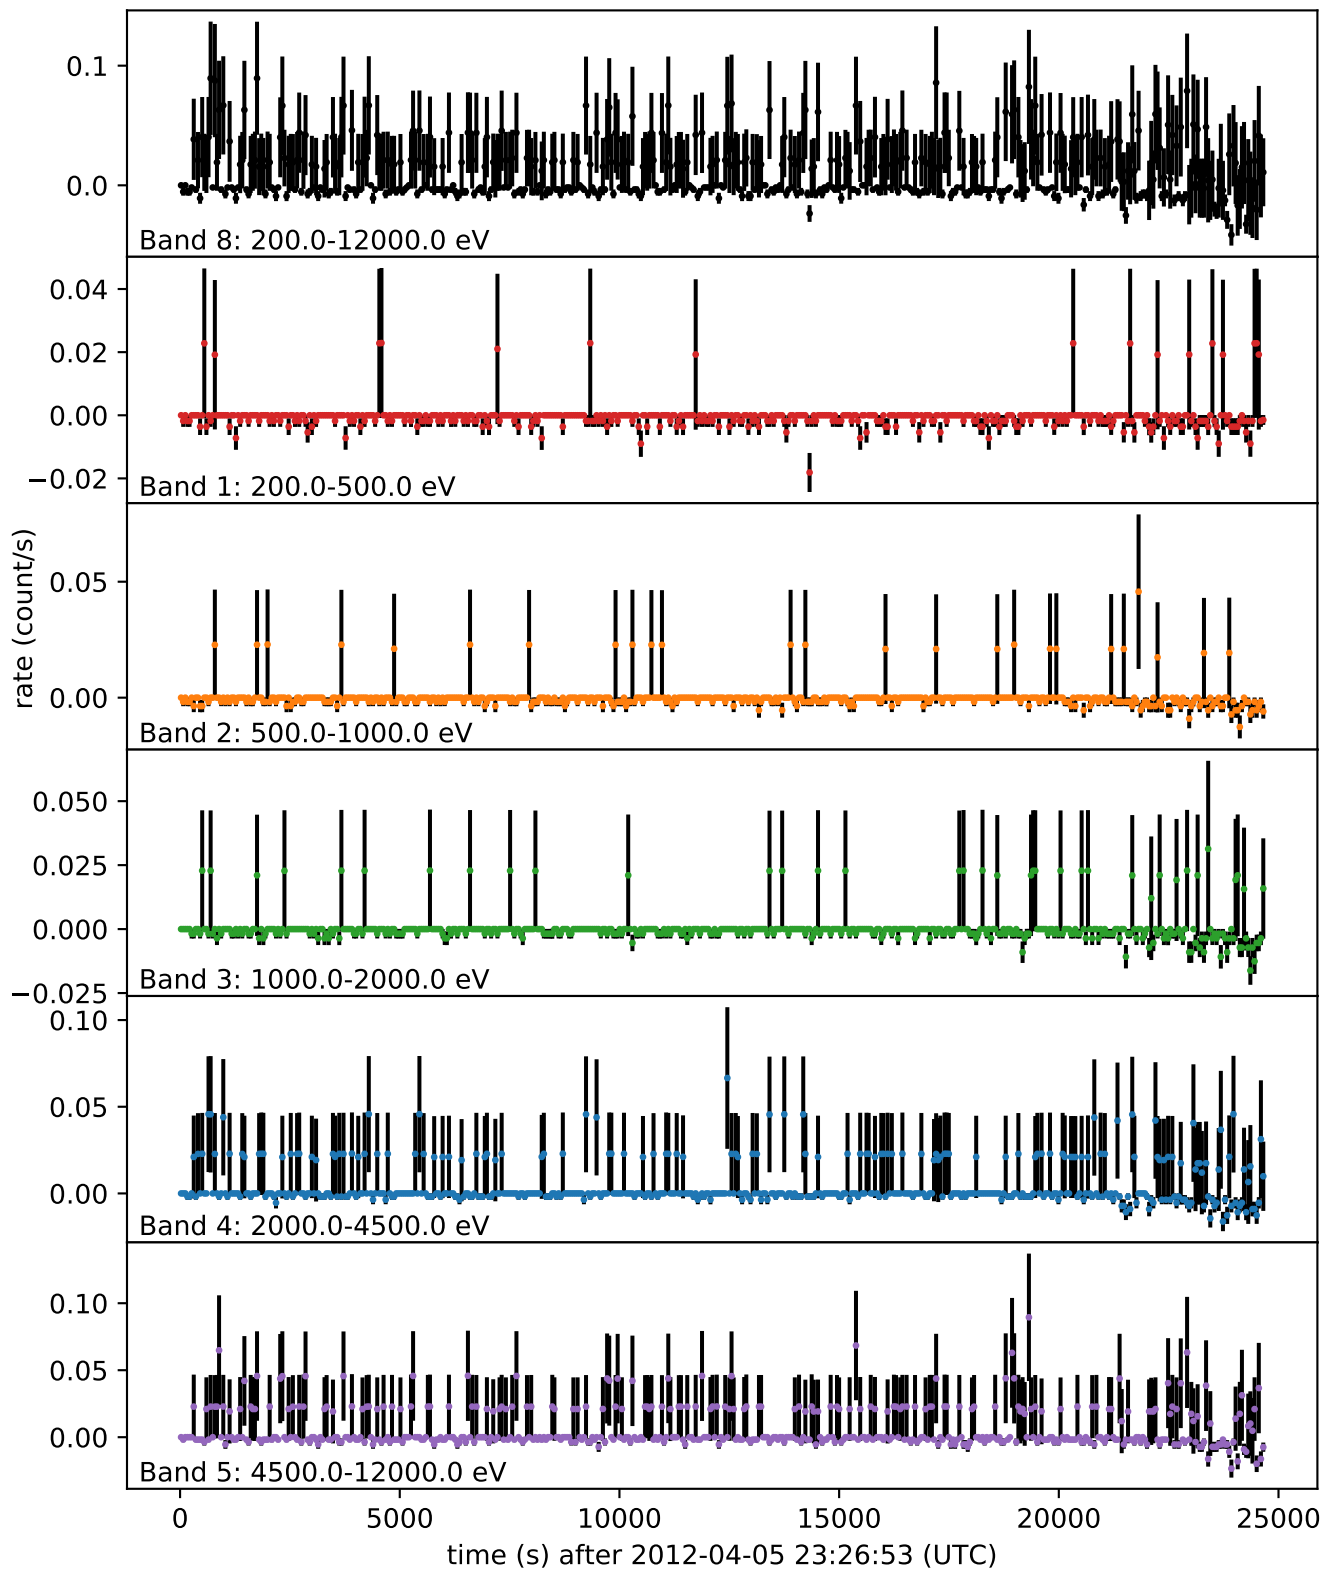 0.1
0.0
Band 8: 200.0-12000.0 eV
0.04
0.02
0.00
−0.02
Band 1: 200.0-500.0 eV
rate (count/s)
0.05
0.00
Band 2: 500.0-1000.0 eV
0.050
0.025
0.000
−0.025
Band 3: 1000.0-2000.0 eV
0.10
0.05
0.00
Band 4: 2000.0-4500.0 eV
0.10
0.05
0.00
Band 5: 4500.0-12000.0 eV
0 5000 10000 15000 20000 25000
time (s) after 2012-04-05 23:26:53 (UTC)